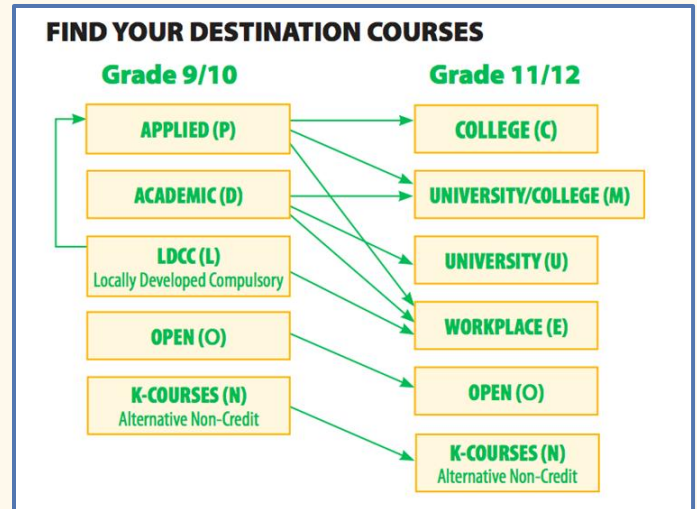 FIND YOUR DESTINATION COURSES
Grade 9/10
APPLIED (P)
ACADEMIC (D)
LDCC (L)
Locally Developed Compulsory
OPEN (O)
K-COURSES (N)
Alternative Non-Credit
Grade 11/12
COLLEGE (C)
UNIVERSITY/COLLEGE (M)
UNIVERSITY (U)
WORKPLACE (E)
OPEN (O)
K-COURSES (N)
Alternative Non-Credit